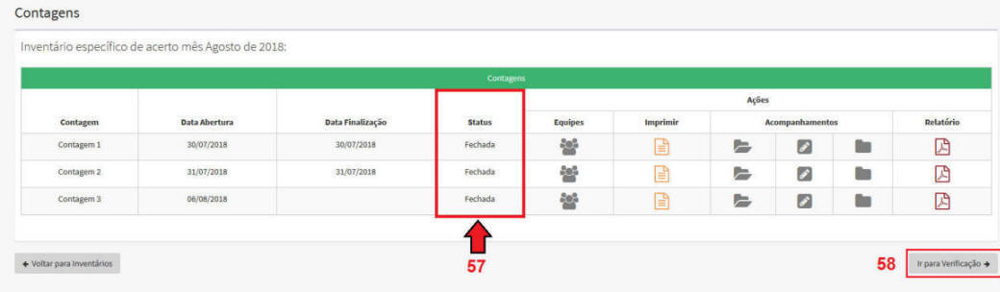 Contagens
Inventário específico de acerto mês Agosto de 2018:
Contagens
Ações
Contagem Data Abertura Data Finalização Status Equipes Imprimir Acompanhamentos Relatório
Contagem 1 30/07/2018 30/07/2018 Fechada
Contagem 2 31/07/2018 31/07/2018 Fechada
Contagem 3 06/08/2018 Fechada
57
← Voltar para Inventários 58 Ir para Verificação →